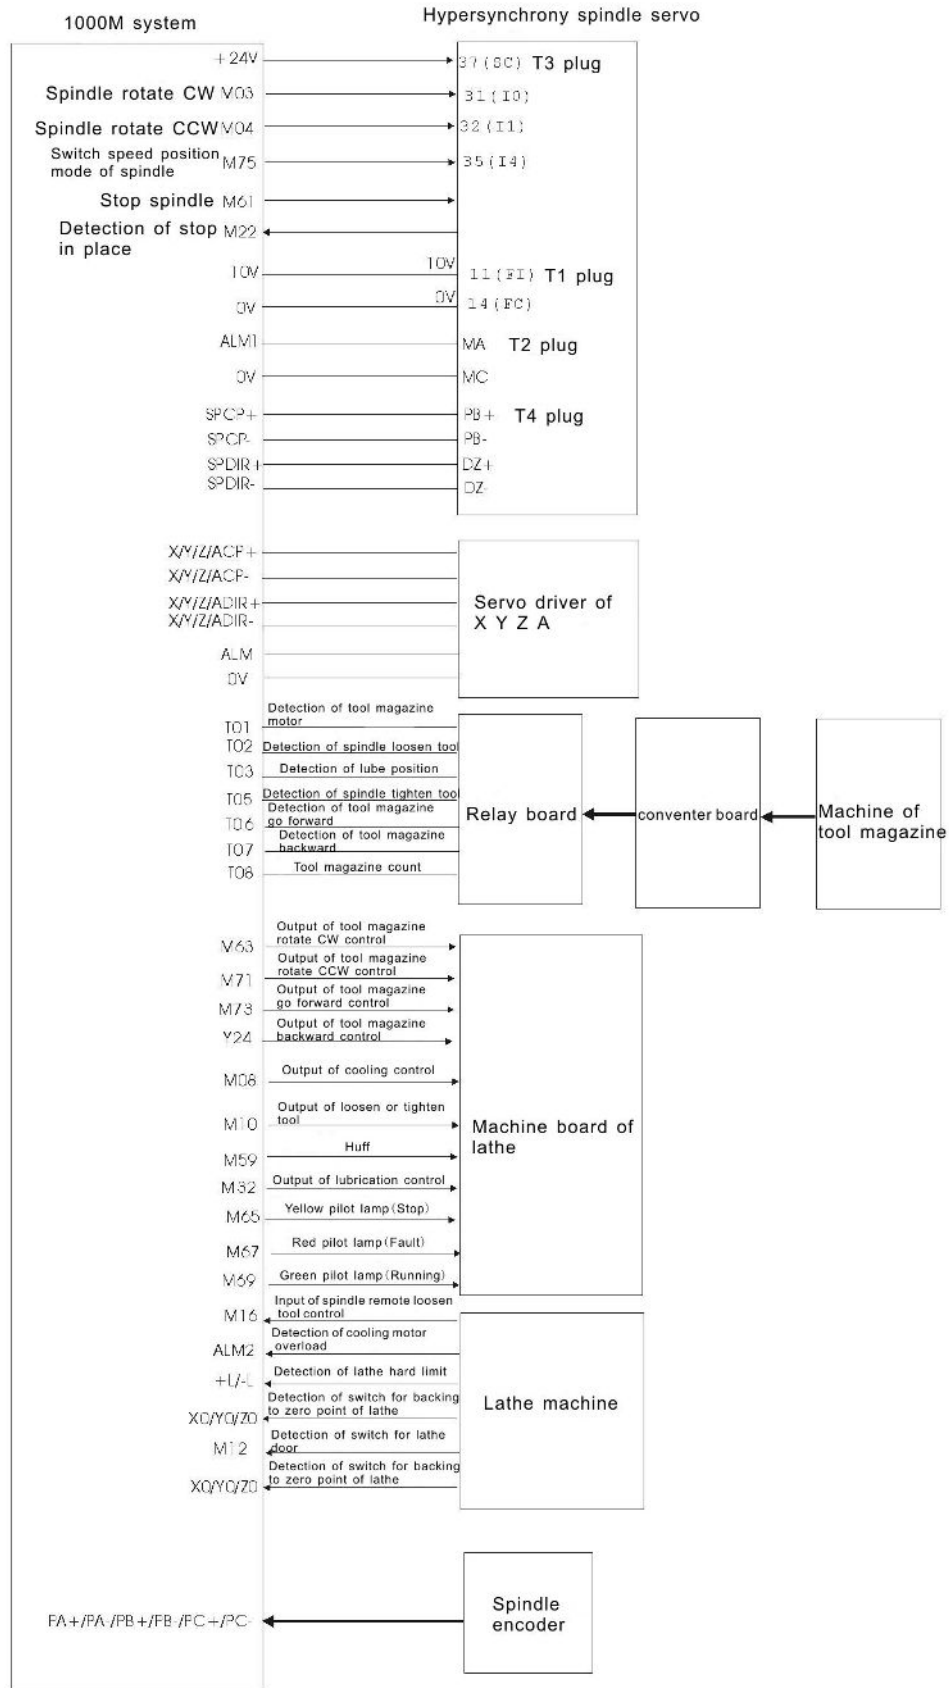 1000M system
Hypersynchrony spindle servo
+24V
37(SC) T3 plug
Spindle rotate CW M03
31(I0)
Spindle rotate CCW M04
32(I1)
Switch speed position
mode of spindle
M75
35(I4)
Stop spindle M61
Detection of stop
in place
M22
10V
10V
11(FI) T1 plug
0V
0V
14(FC)
ALM1
MA T2 plug
0V
MC
SPCP+
PB+ T4 plug
SPCP-
PB-
SPDIR+
DZ+
SPDIR-
DZ-
X/Y/Z/ACP+
X/Y/Z/ACP-
X/Y/Z/ADIR+
X/Y/Z/ADIR-
ALM
0V
Servo driver of
X Y Z A
T01
Detection of tool magazine
motor
T02
Detection of spindle loosen tool
T03
Detection of lube position
T05
Detection of spindle tighten tool
T06
Detection of tool magazine
go forward
T07
Detection of tool magazine
backward
T08
Tool magazine count
Relay board
conventer board
Machine of
tool magazine
M63
Output of tool magazine
rotate CW control
M71
Output of tool magazine
rotate CCW control
M73
Output of tool magazine
go forward control
Y24
Output of tool magazine
backward control
M08
Output of cooling control
M10
Output of loosen or tighten
tool
M59
Huff
M32
Output of lubrication control
M65
Yellow pilot lamp(Stop)
M67
Red pilot lamp(Fault)
M69
Green pilot lamp(Running)
Machine board of
lathe
M16
Input of spindle remote loosen
tool control
ALM2
Detection of cooling motor
overload
+L/-L
Detection of lathe hard limit
X0/Y0/Z0
Detection of switch for backing
to zero point of lathe
M12
Detection of switch for lathe
door
X0/Y0/Z0
Detection of switch for backing
to zero point of lathe
Lathe machine
PA+/PA-/PB+/PB-/PC+/PC-
Spindle
encoder